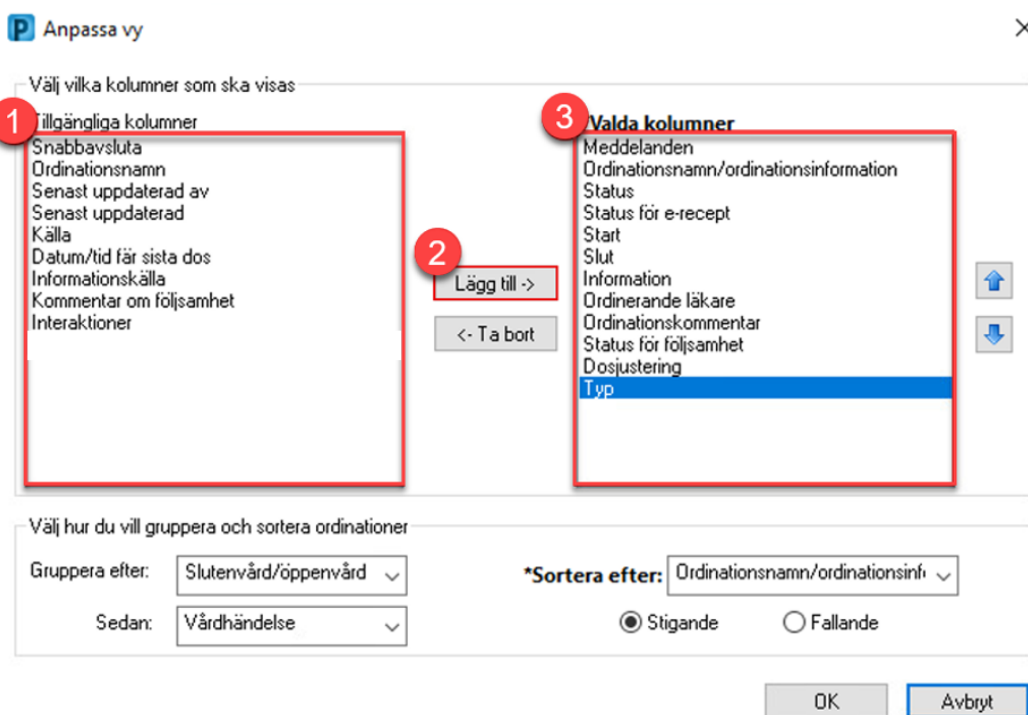 P Anpassa vy
Välj vilka kolumner som ska visas
1 Tillgängliga kolumner
Snabbavsluta
Ordinationsnamn
Senast uppdaterad av
Senast uppdaterad
Källa
Datum/tid fär sista dos
Informationskälla
Kommentar om följsamhet
Interaktioner
2
Lägg till ->
<- Ta bort
3 *Valda kolumner
Meddelanden
Ordinationsnamn/ordinationsinformation
Status
Status för e-recept
Start
Slut
Information
Ordinerande läkare
Ordinationskommentar
Status för följsamhet
Dosjustering
Typ
Välj hur du vill gruppera och sortera ordinationer
Gruppera efter: Slutenvård/öppenvård
*Sortera efter: Ordinationsnamn/ordinationsinf
Sedan: Vårdhändelse
Stigande Fallande
OK Avbryt